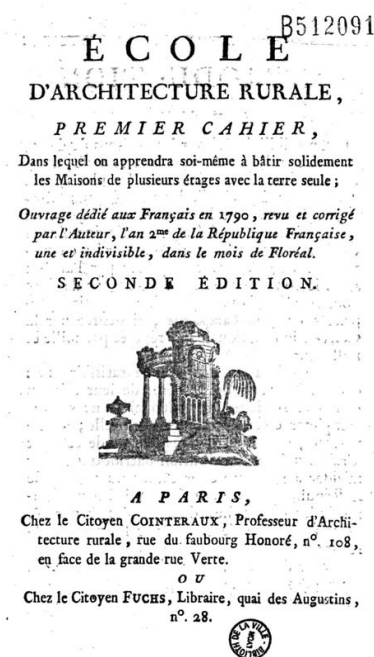 B512091
ÉCOLE
D'ARCHITECTURE RURALE,
PREMIER CAHIER,
Dans lequel on apprendra soi-même à bâtir solidement
les Maisons de plusieurs étages avec la terre seule ;
Ouvrage dédié aux Français en 1790, revu et corrigé
par l'Auteur, l'an 2me de la République Française,
une et indivisible, dans le mois de Floréal.
SECONDE ÉDITION.
A PARIS,
Chez le Citoyen COINTERAUX, Professeur d'Archi-
tecture rurale, rue du faubourg Honoré, n°. 108,
en face de la grande rue Verte.
OU
Chez le Citoyen FUCHS, Libraire, quai des Augustins,
n°. 28.
DE LA VILLE
BIBLIOTH